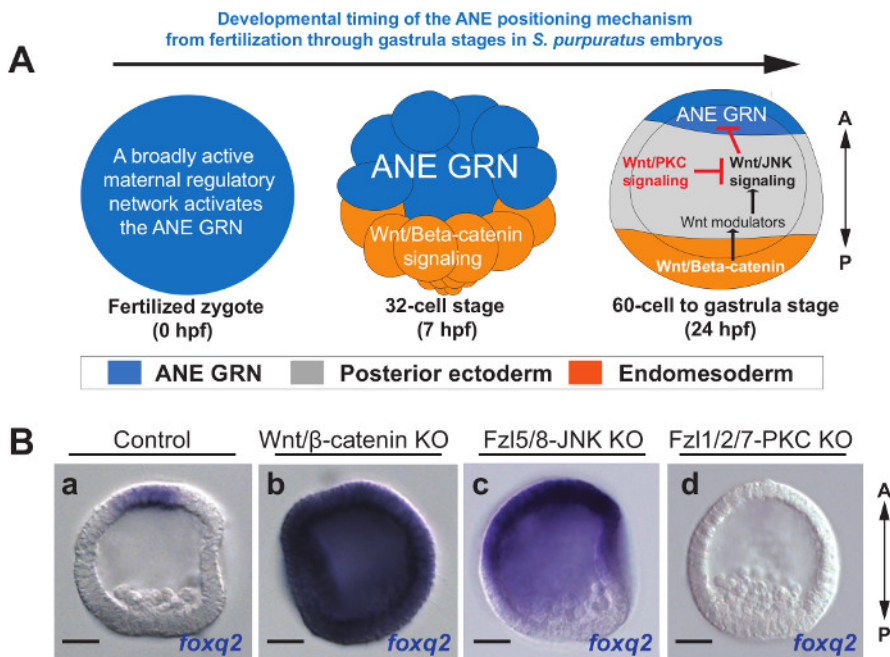 Developmental timing of the ANE positioning mechanism
from fertilization through gastrula stages in S. purpuratus embryos
A
A broadly active
maternal regulatory
network activates
the ANE GRN
Fertilized zygote
(0 hpf)
ANE GRN
Wnt/Beta-catenin
signaling
32-cell stage
(7 hpf)
ANE GRN
Wnt/PKC
signaling
Wnt/JNK
signaling
Wnt modulators
Wnt/Beta-catenin
60-cell to gastrula stage
(24 hpf)
A
P
ANE GRN
Posterior ectoderm
Endomesoderm
B
Control
Wnt/β-catenin KO
Fzl5/8-JNK KO
Fzl1/2/7-PKC KO
a
foxq2
b
foxq2
c
foxq2
d
foxq2
A
P